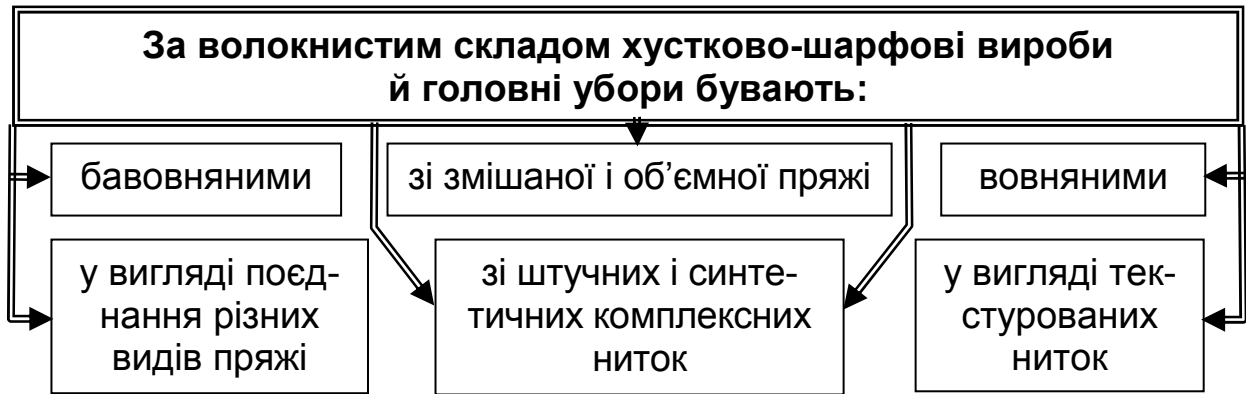 За волокнистим складом хустково-шарфові вироби
й головні убори бувають:
бавовняними
зі змішаної і об’ємної пряжі
вовняними
у вигляді поєд-
нання різних
видів пряжі
зі штучних і синте-
тичних комплексних
ниток
у вигляді тек-
стурованих
ниток